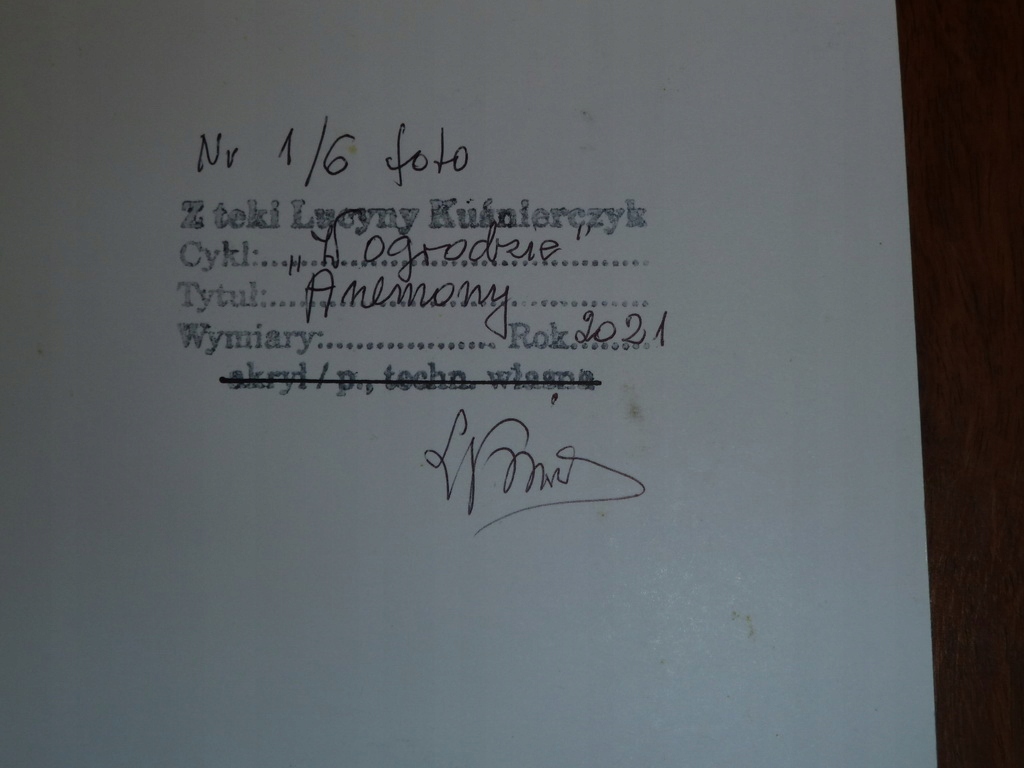 Nr 1/6 foto
Z teki Lucyny Kuśnierczyk
Cykl:.... „W ogrodzie” ........
Tytuł:.... Anemony ..............
Wymiary:.................. Rok 2021
akryl / p., techn. własna